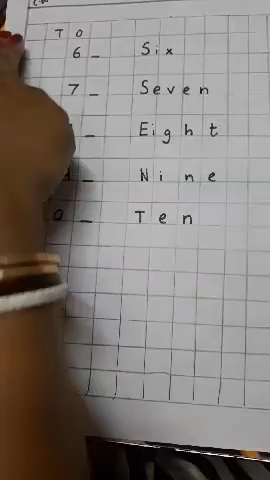 T O
6 _ Six
7 _ Seven
_ Eight
_ Nine
0 _ Ten